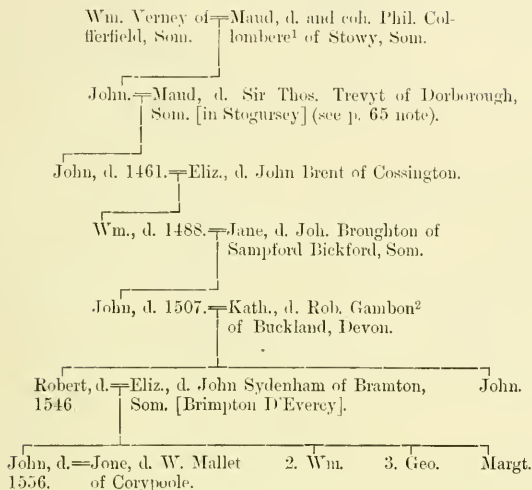 Wm. Verney of=Maud, d. and coh. Phil. Col-
fferfield, Som. lombere¹ of Stowy, Som.
John.=Maud, d. Sir Thos. Trevyt of Dorborough,
Som. [in Stogursey] (see p. 65 note).
John, d. 1461.=Eliz., d. John Brent of Cossington.
Wm., d. 1488.=Jane, d. Joh. Broughton of
Sampford Bickford, Som.
John, d. 1507.=Kath., d. Rob. Gambon²
of Buckland, Devon.
Robert, d.=Eliz., d. John Sydenham of Bramton, John.
1546 Som. [Brimpton D'Evercy].
John, d.=Jone, d. W. Mallet 2. Wm. 3. Geo. Margt.
1556. of Corypoole.